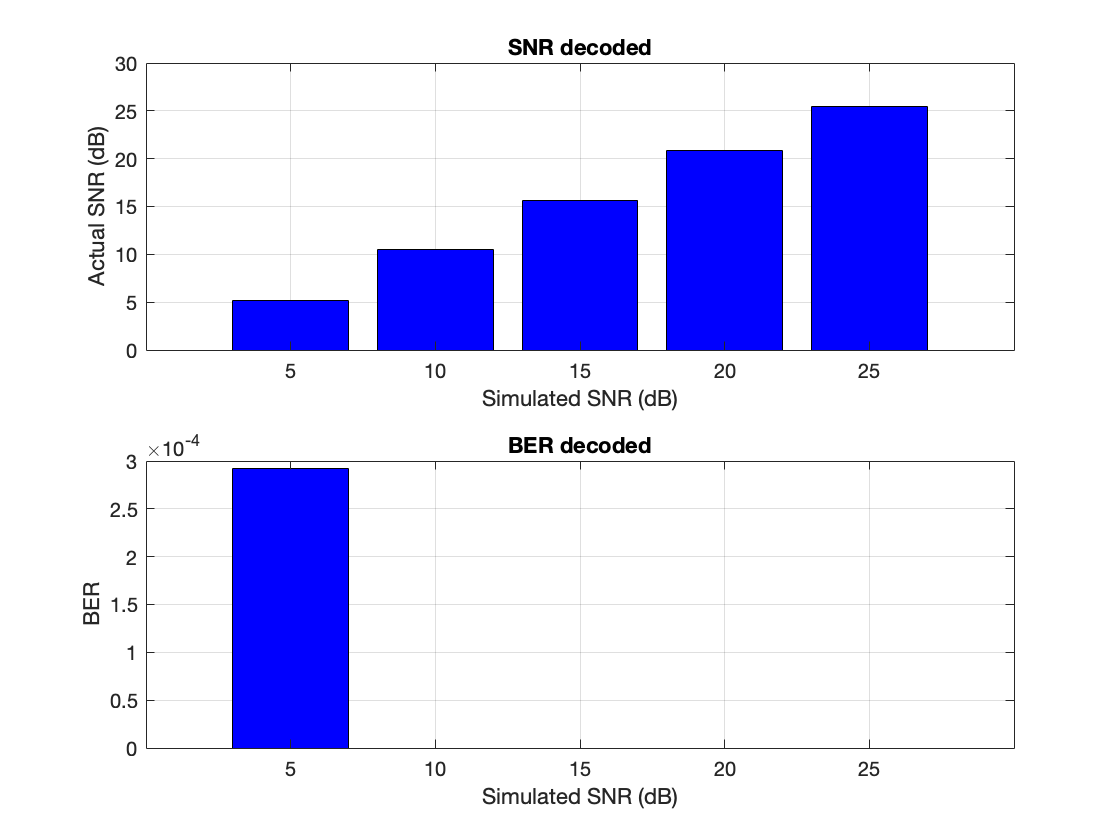 SNR decoded
30
25
20
15
10
5
0
Actual SNR (dB)
5 10 15 20 25
Simulated SNR (dB)
×10-4
BER decoded
3
2.5
2
1.5
1
0.5
0
BER
5 10 15 20 25
Simulated SNR (dB)